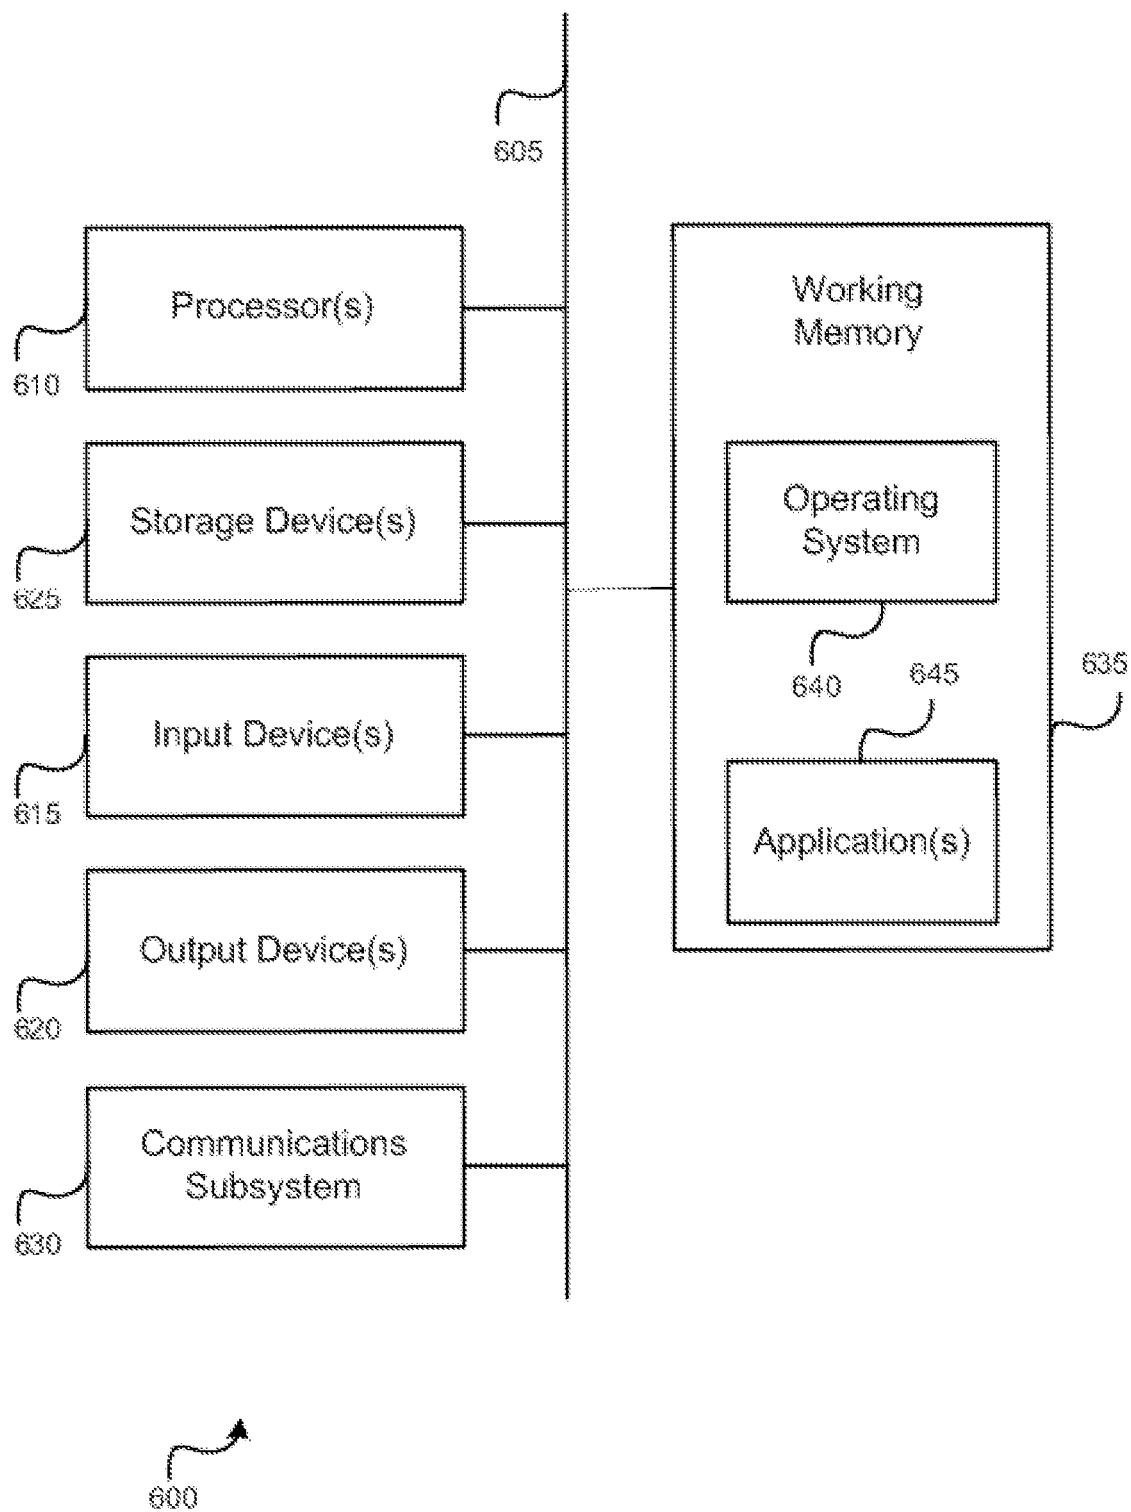 605
Processor(s)
610
Storage Device(s)
625
Input Device(s)
615
Output Device(s)
620
Communications
Subsystem
630
Working
Memory
Operating
System
640
645
635
Application(s)
600